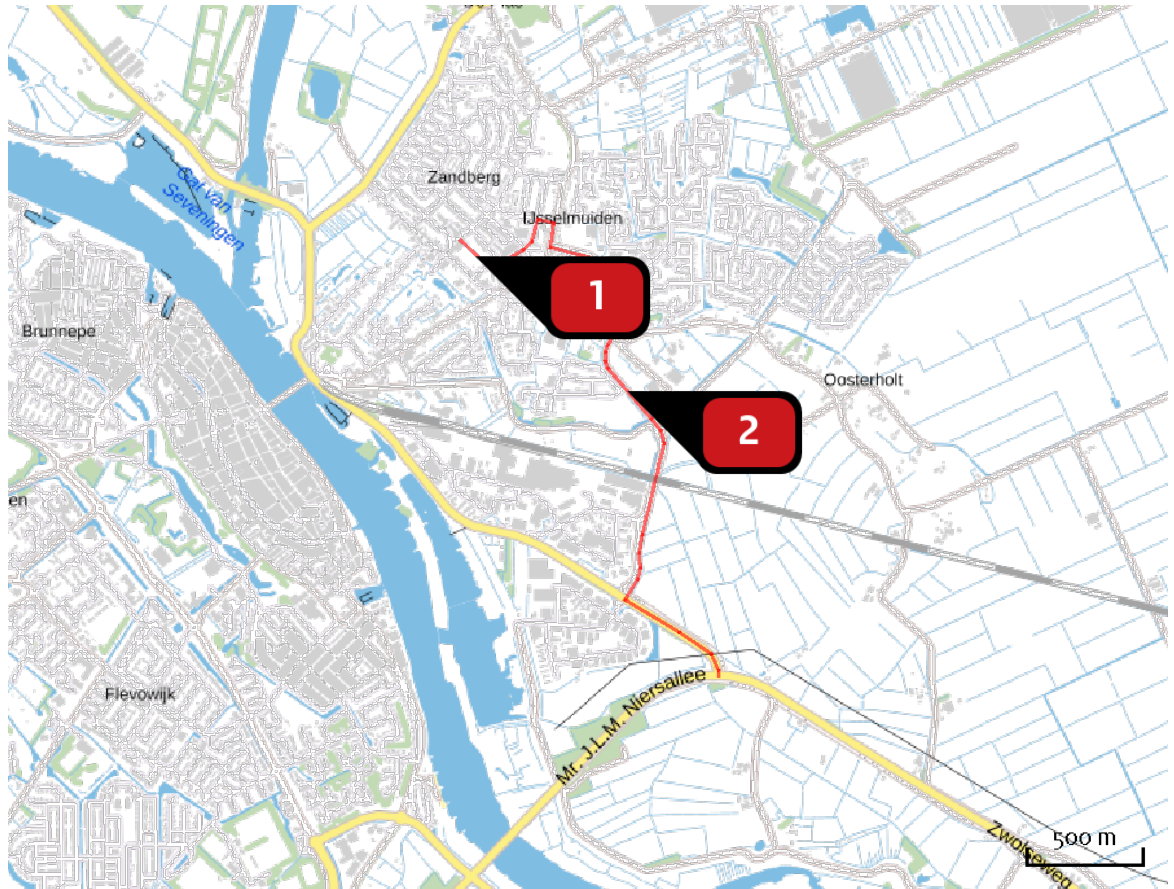 Zandberg
Gat van
Seveningen
IJsselmuiden
1
Brunnepe
Oosterholt
2
en
Flevowijk
Mr. J.L.M. Niersallee
Zwolseweg
500 m